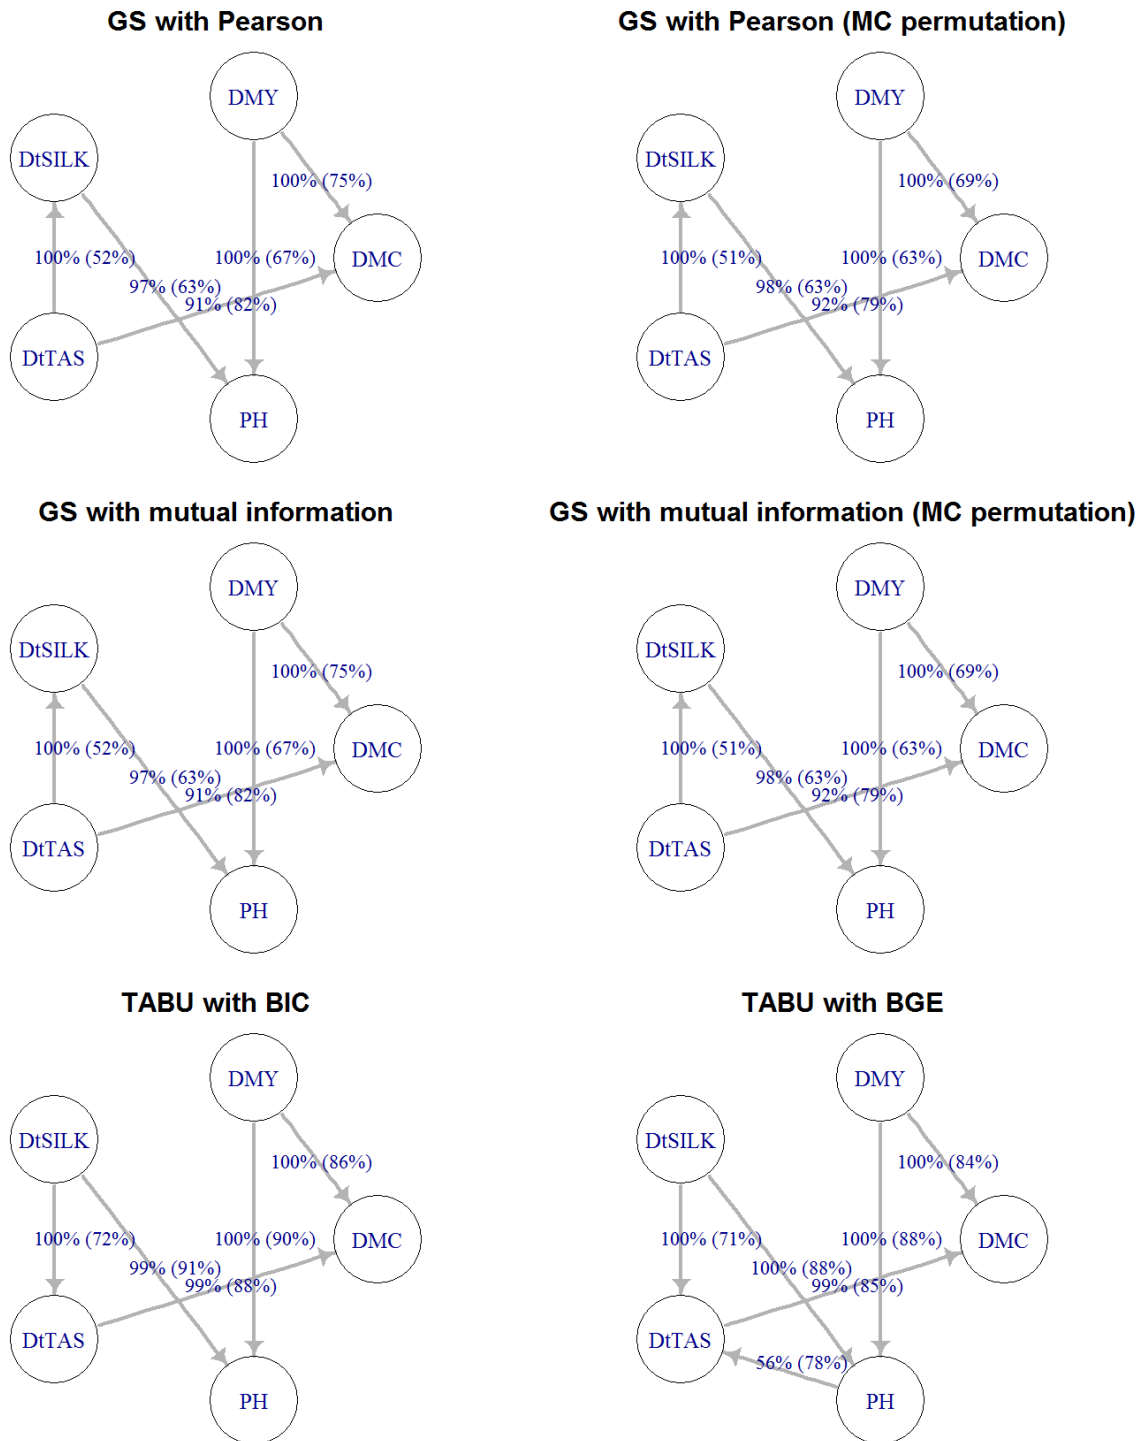 GS with Pearson
DMY
DtSILK
100% (75%)
100% (52%)
100% (67%)
DMC
97% (63%)
91% (82%)
DtTAS
PH
GS with Pearson (MC permutation)
DMY
DtSILK
100% (69%)
100% (51%)
100% (63%)
DMC
98% (63%)
92% (79%)
DtTAS
PH
GS with mutual information
DMY
DtSILK
100% (75%)
100% (52%)
100% (67%)
DMC
97% (63%)
91% (82%)
DtTAS
PH
GS with mutual information (MC permutation)
DMY
DtSILK
100% (69%)
100% (51%)
100% (63%)
DMC
98% (63%)
92% (79%)
DtTAS
PH
TABU with BIC
DMY
DtSILK
100% (86%)
100% (72%)
100% (90%)
DMC
99% (91%)
99% (88%)
DtTAS
PH
TABU with BGE
DMY
DtSILK
100% (84%)
100% (71%)
100% (88%)
DMC
100% (88%)
99% (85%)
DtTAS
56% (78%)
PH